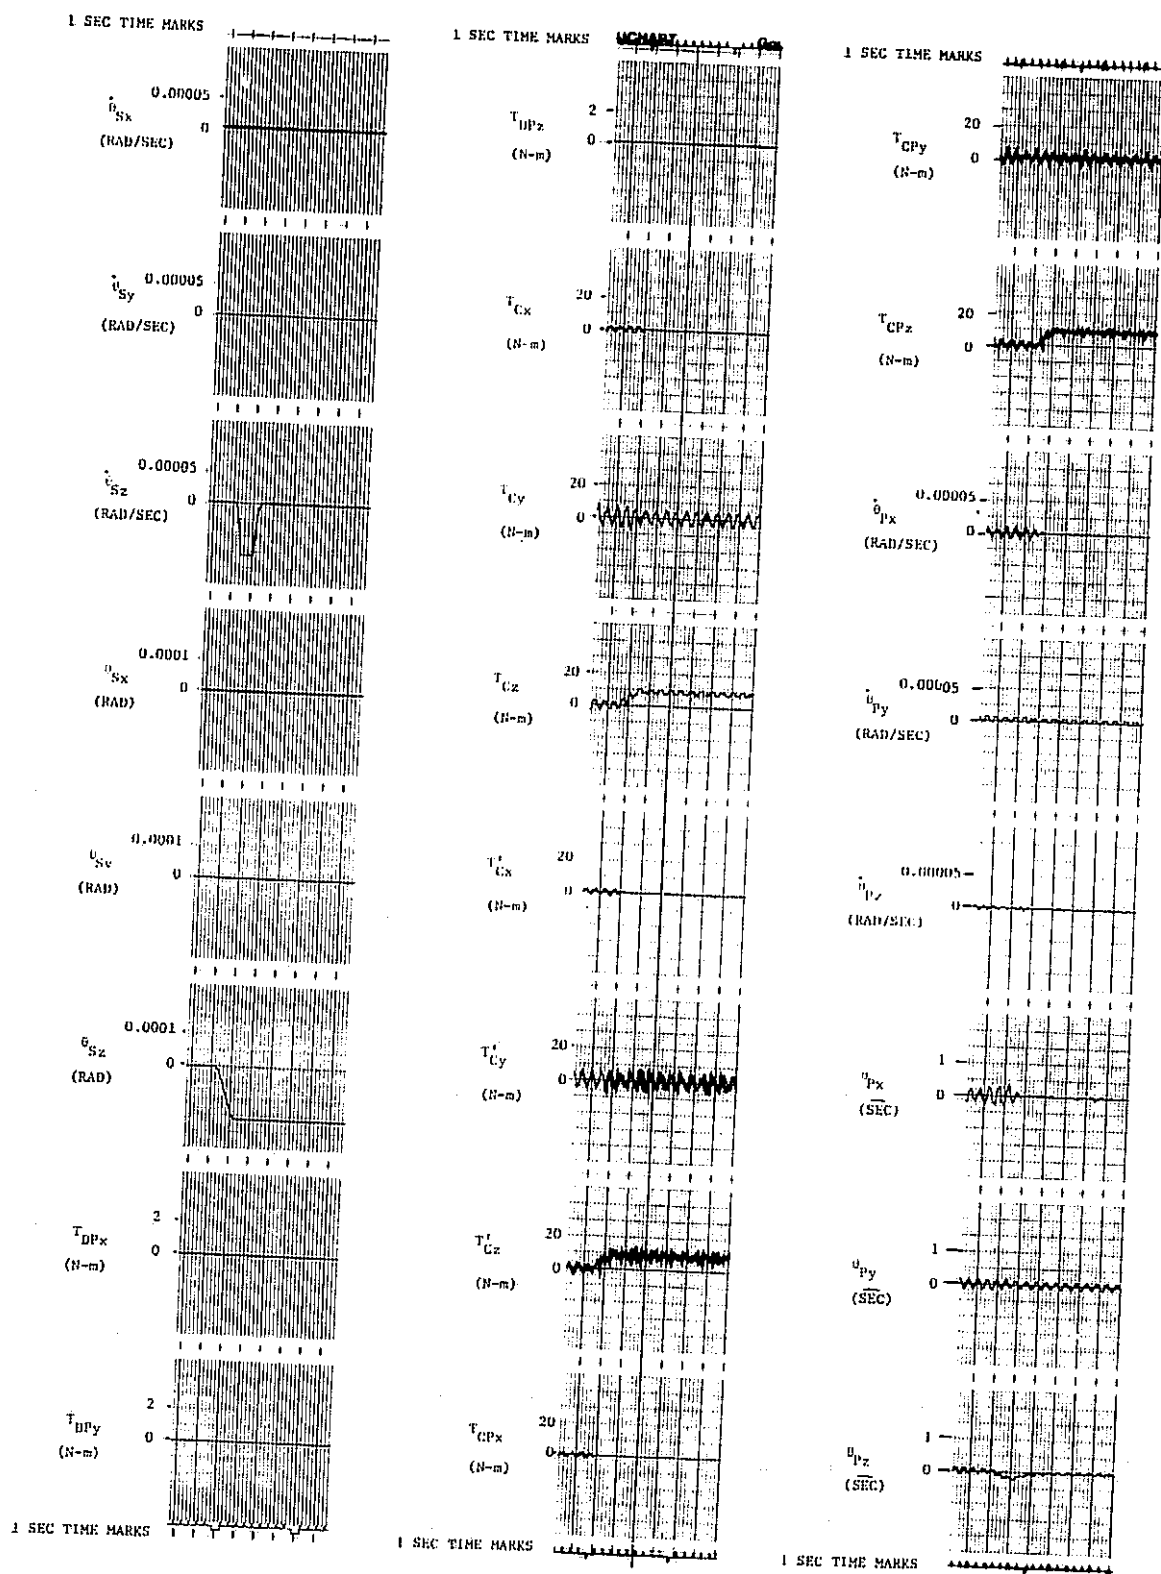 1 SEC TIME MARKS
0.00005
θ̇Sx
0
(RAD/SEC)
0.00005
θ̇Sy
0
(RAD/SEC)
0.00005
θ̇Sz
0
(RAD/SEC)
0.0001
θSx
0
(RAD)
0.0001
θSy
0
(RAD)
0.0001
θSz
0
(RAD)
2
TDPx
0
(N-m)
2
TDPy
0
(N-m)
1 SEC TIME MARKS
1 SEC TIME MARKS
2
TDPz
0
(N-m)
20
TCx
0
(N-m)
20
TCy
0
(N-m)
20
TCz
0
(N-m)
20
T'Cx
0
(N-m)
20
T'Cy
0
(N-m)
20
T'Cz
0
(N-m)
20
TCPx
0
(N-m)
1 SEC TIME MARKS
1 SEC TIME MARKS
20
TCPy
0
(N-m)
20
TCPz
0
(N-m)
0.00005
θ̇Px
0
(RAD/SEC)
0.00005
θ̇Py
0
(RAD/SEC)
0.00005
θ̇Pz
0
(RAD/SEC)
1
θPx
0
(SEC)
1
θPy
0
(SEC)
1
θPz
0
(SEC)
1 SEC TIME MARKS